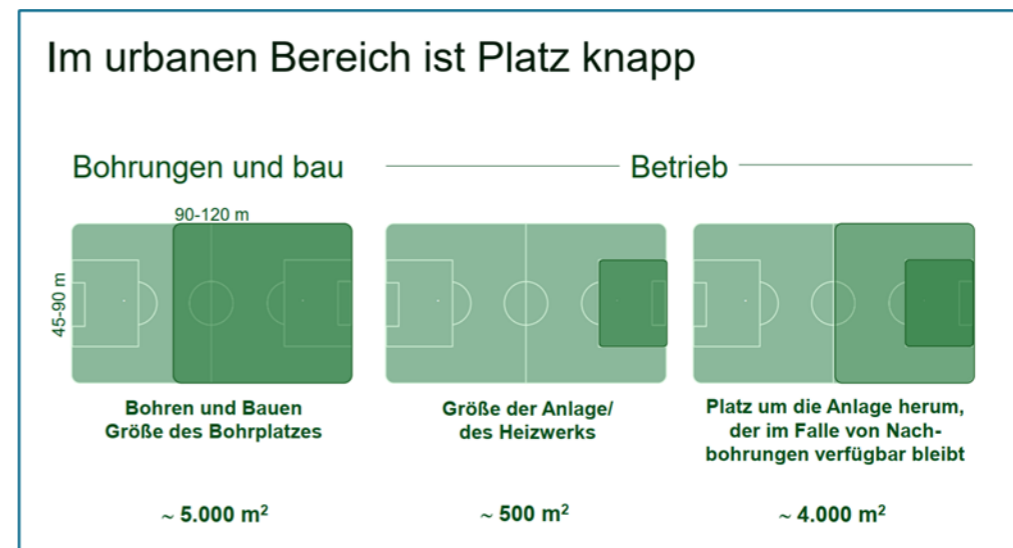 Im urbanen Bereich ist Platz knapp
Bohrungen und bau
Betrieb
90-120 m
45-90 m
Bohren und Bauen
Größe des Bohrplatzes
~ 5.000 m²
Größe der Anlage/
des Heizwerks
~ 500 m²
Platz um die Anlage herum,
der im Falle von Nach-
bohrungen verfügbar bleibt
~ 4.000 m²